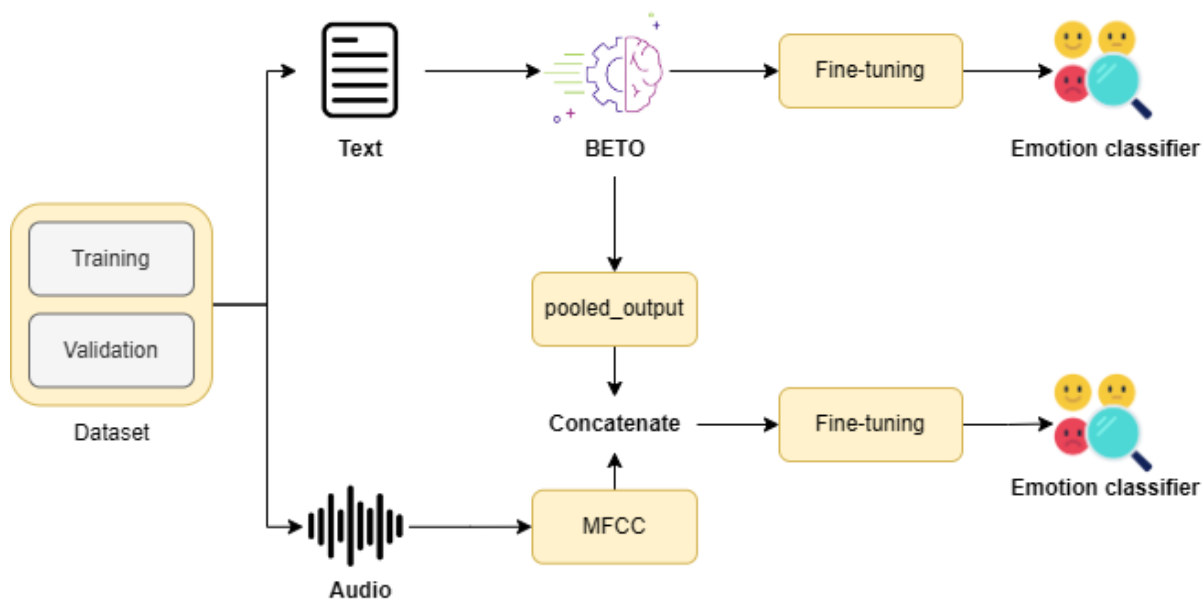 Text
BETO
Fine-tuning
Emotion classifier
Training
Validation
Dataset
pooled_output
Concatenate
Fine-tuning
Emotion classifier
MFCC
Audio